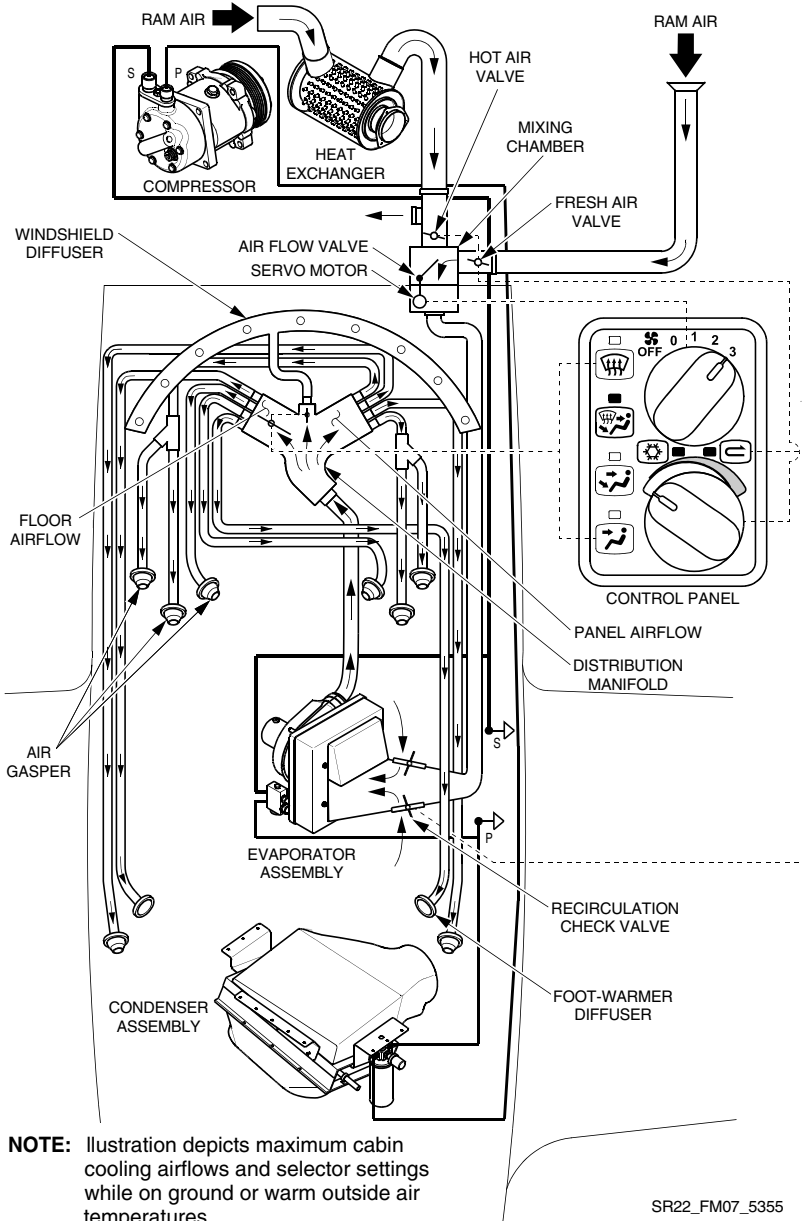 RAM AIR
RAM AIR
S
P
HOT AIR
VALVE
MIXING
CHAMBER
HEAT
EXCHANGER
COMPRESSOR
FRESH AIR
VALVE
WINDSHIELD
DIFFUSER
AIR FLOW VALVE
SERVO MOTOR
OFF
0
1
2
3
FLOOR
AIRFLOW
CONTROL PANEL
PANEL AIRFLOW
DISTRIBUTION
MANIFOLD
S
AIR
GASPER
P
EVAPORATOR
ASSEMBLY
RECIRCULATION
CHECK VALVE
FOOT-WARMER
DIFFUSER
CONDENSER
ASSEMBLY
NOTE: Illustration depicts maximum cabin
cooling airflows and selector settings
while on ground or warm outside air
temperatures
SR22_FM07_5355